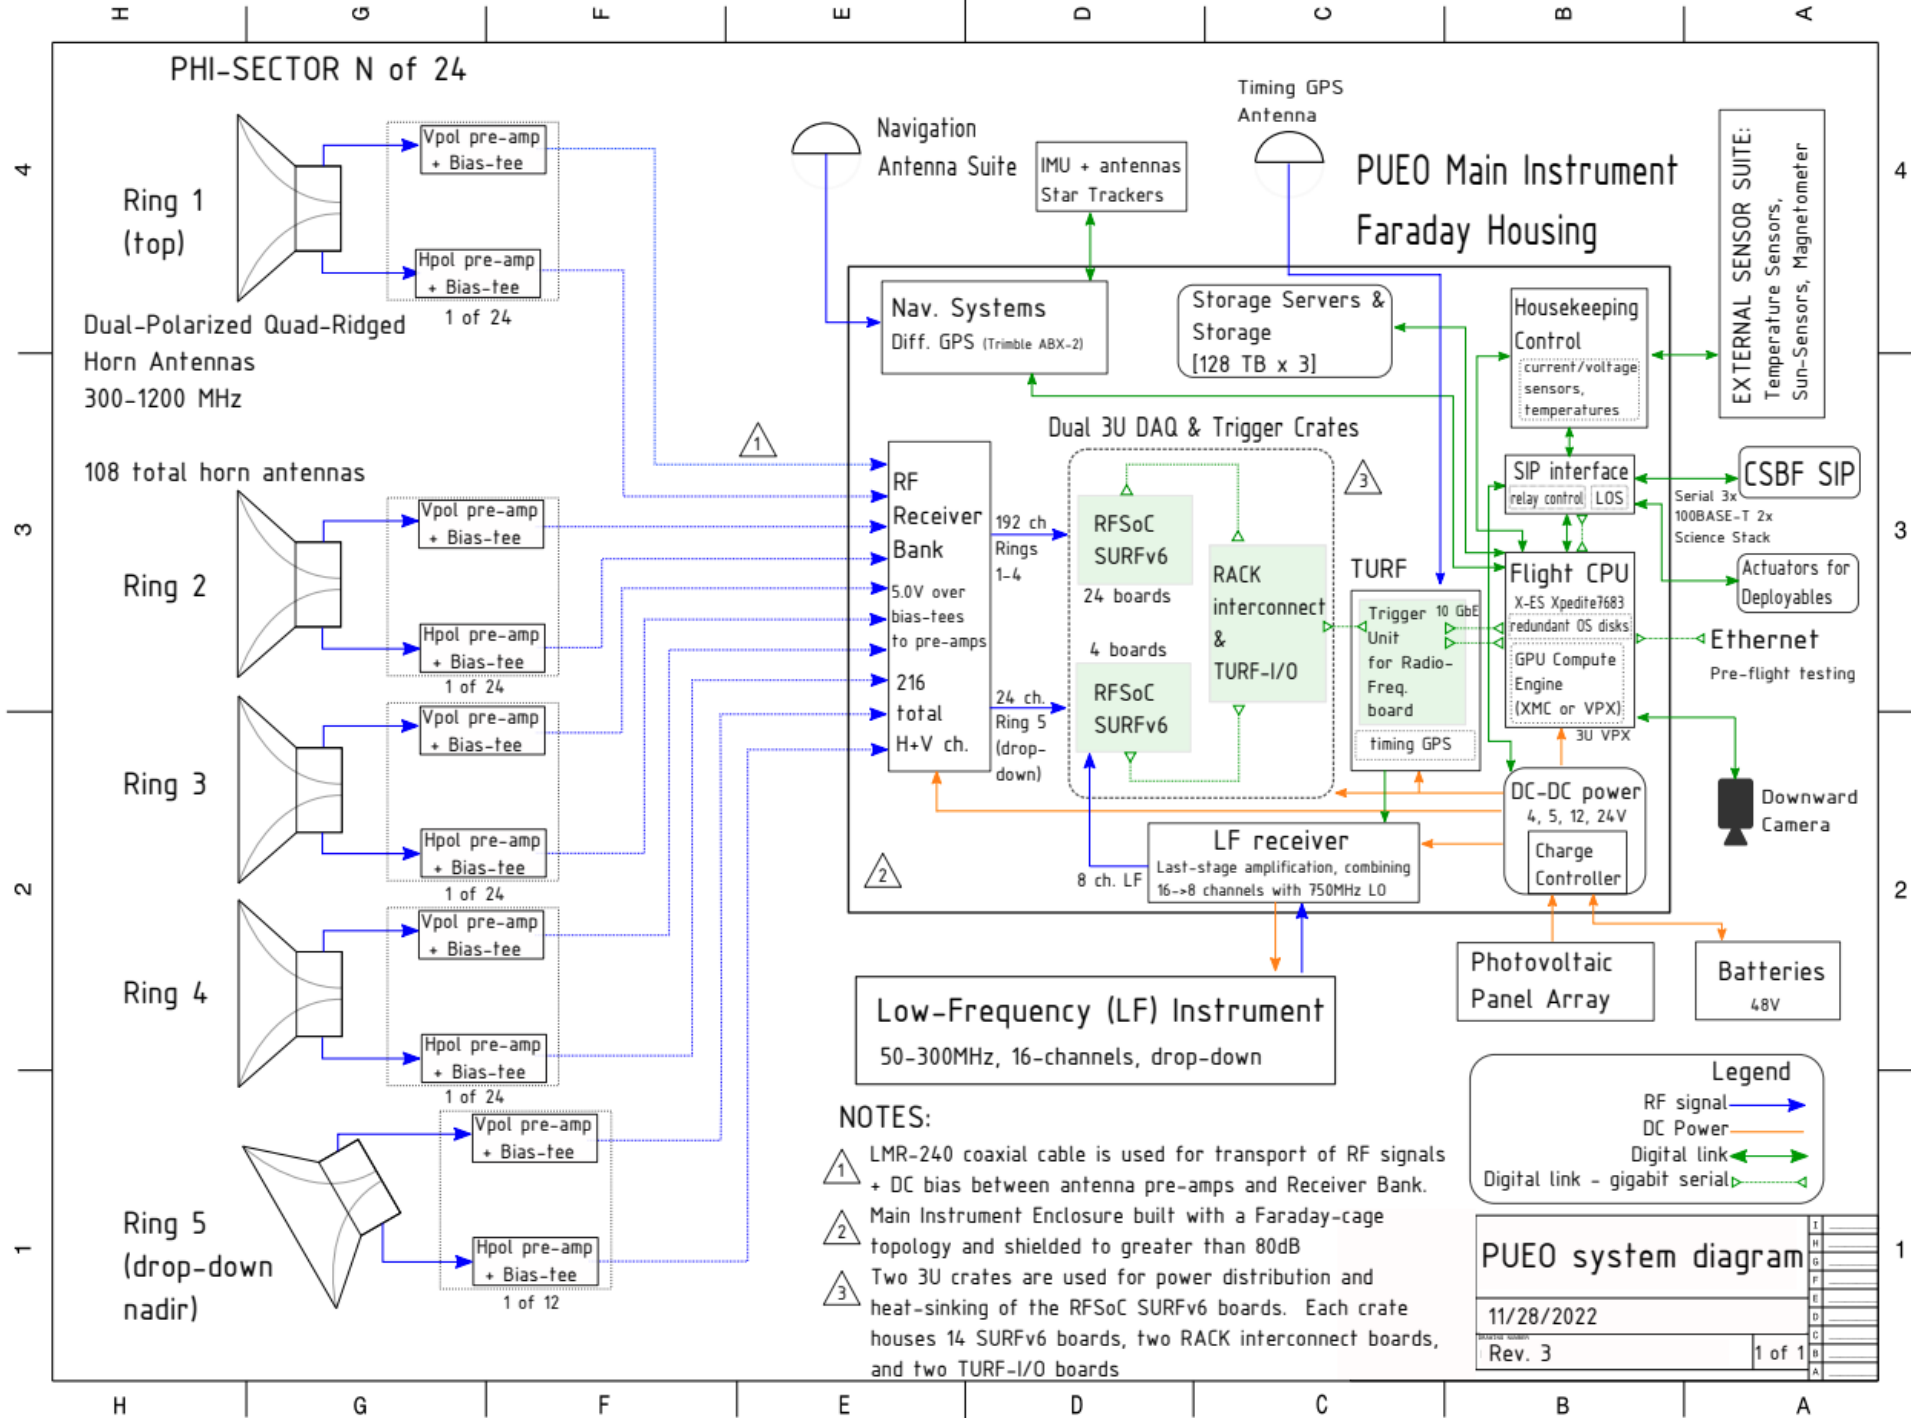 H G F E D C B A
PHI-SECTOR N of 24
4
3
2
1
Ring 1
(top)
Vpol pre-amp
+ Bias-tee
Hpol pre-amp
+ Bias-tee
1 of 24
Dual-Polarized Quad-Ridged
Horn Antennas
300-1200 MHz
108 total horn antennas
Ring 2
Vpol pre-amp
+ Bias-tee
Hpol pre-amp
+ Bias-tee
1 of 24
Ring 3
Vpol pre-amp
+ Bias-tee
Hpol pre-amp
+ Bias-tee
1 of 24
Ring 4
Vpol pre-amp
+ Bias-tee
Hpol pre-amp
+ Bias-tee
1 of 24
Ring 5
(drop-down
nadir)
Vpol pre-amp
+ Bias-tee
Hpol pre-amp
+ Bias-tee
1 of 12
Navigation
Antenna Suite
IMU + antennas
Star Trackers
Timing GPS
Antenna
PUEO Main Instrument
Faraday Housing
EXTERNAL SENSOR SUITE:
Temperature Sensors,
Sun-Sensors, Magnetometer
Nav. Systems
Diff. GPS (Trimble ABX-2)
Storage Servers &
Storage
[128 TB x 3]
Housekeeping
Control
current/voltage
sensors,
temperatures
1
RF
Receiver
Bank
5.0V over
bias-tees
to pre-amps
216
total
H+V ch.
192 ch
Rings
1-4
24 ch.
Ring 5
(drop-
down)
Dual 3U DAQ & Trigger Crates
3
RFSoC
SURFv6
24 boards
4 boards
RFSoC
SURFv6
RACK
interconnect
&
TURF-I/O
TURF
Trigger
Unit
for Radio-
Freq.
board
10 GbE
timing GPS
SIP interface
relay control
LOS
CSBF SIP
Serial 3x
100BASE-T 2x
Science Stack
Flight CPU
X-ES Xpedite7683
redundant OS disks
GPU Compute
Engine
(XMC or VPX)
3U VPX
Actuators for
Deployables
Ethernet
Pre-flight testing
Downward
Camera
DC-DC power
4, 5, 12, 24V
Charge
Controller
2
8 ch. LF
LF receiver
Last-stage amplification, combining
16->8 channels with 750MHz LO
Low-Frequency (LF) Instrument
50-300MHz, 16-channels, drop-down
Photovoltaic
Panel Array
Batteries
48V
Legend
RF signal
DC Power
Digital link
Digital link - gigabit serial
NOTES:
1 LMR-240 coaxial cable is used for transport of RF signals
+ DC bias between antenna pre-amps and Receiver Bank.
2 Main Instrument Enclosure built with a Faraday-cage
topology and shielded to greater than 80dB
3 Two 3U crates are used for power distribution and
heat-sinking of the RFSoC SURFv6 boards. Each crate
houses 14 SURFv6 boards, two RACK interconnect boards,
and two TURF-I/O boards
PUEO system diagram
11/28/2022
Rev. 3
1 of 1
I
H
G
F
E
D
C
B
A
4
3
2
1
H G F E D C B A